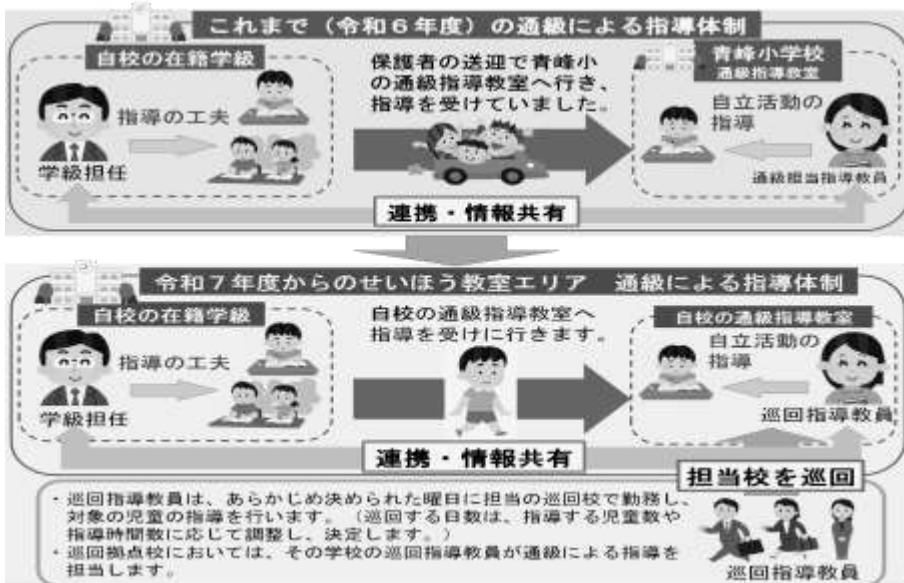 これまで（令和６年度）の通級による指導体制
自校の在籍学級
指導の工夫
学級担任
保護者の送迎で青峰小
の通級指導教室へ行き、
指導を受けていました。
青峰小学校
通級指導教室
自立活動の
指導
通級担当指導教員
連携・情報共有
令和７年度からのせいほう教室エリア　通級による指導体制
自校の在籍学級
指導の工夫
学級担任
自校の通級指導教室へ
指導を受けに行きます。
自校の通級指導教室
自立活動の
指導
巡回指導教員
連携・情報共有
担当校を巡回
・巡回指導教員は、あらかじめ決められた曜日に担当の巡回校で勤務し、
対象の児童の指導を行います。（巡回する日数は、指導する児童数や
指導時間数に応じて調整し、決定します。）
・巡回拠点校においては、その学校の巡回指導教員が通級による指導を
担当します。
巡回指導教員